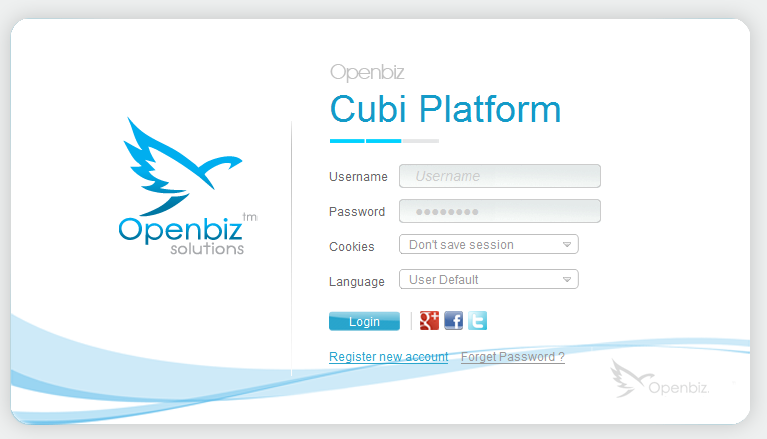 Openbiz tm
solutions
Openbiz
Cubi Platform
Username Username
Password ●●●●●●●●
Cookies Don't save session
Language User Default
Login g+ f t
Register new account Forget Password ?
Openbiz